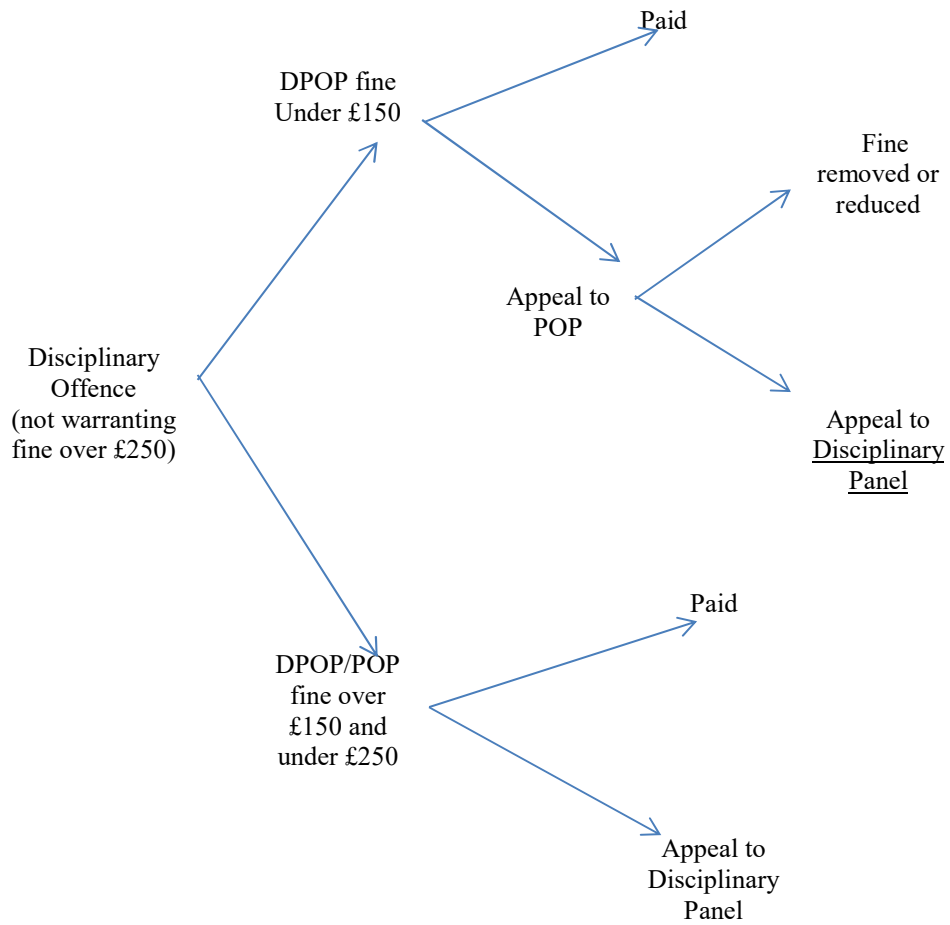 Paid
DPOP fine
Under £150
Fine
removed or
reduced
Appeal to
POP
Disciplinary
Offence
(not warranting
fine over £250)
Appeal to
Disciplinary
Panel
Paid
DPOP/POP
fine over
£150 and
under £250
Appeal to
Disciplinary
Panel